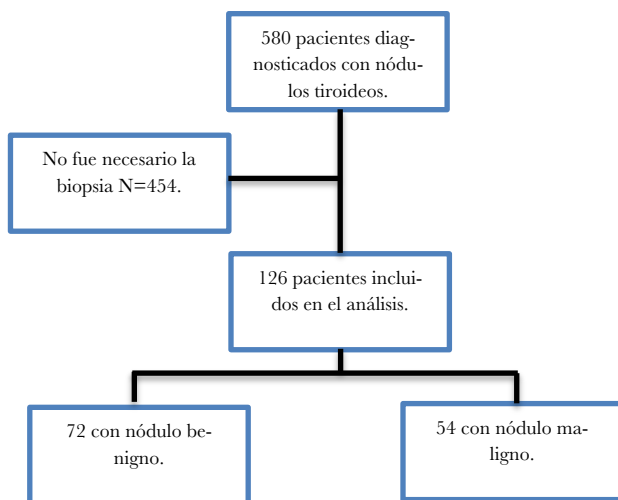 580 pacientes diag-
nosticados con nódu-
los tiroideos.
No fue necesario la
biopsia N=454.
126 pacientes inclui-
dos en el análisis.
72 con nódulo be-
nigno.
54 con nódulo ma-
ligno.